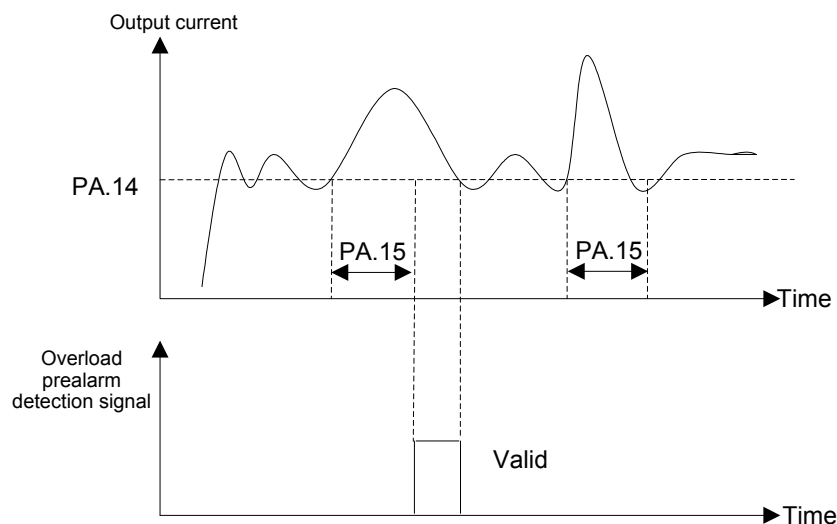 Output current
PA.14
PA.15
PA.15
Time
Overload
prealarm
detection signal
Valid
Time